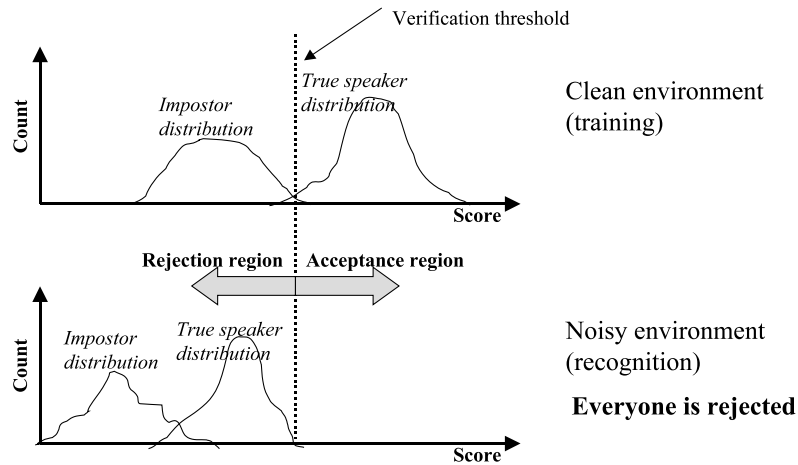 Verification threshold
True speaker
distribution
Impostor
distribution
Count
Clean environment
(training)
Score
Rejection region
Acceptance region
True speaker
distribution
Impostor
distribution
Count
Noisy environment
(recognition)
Everyone is rejected
Score